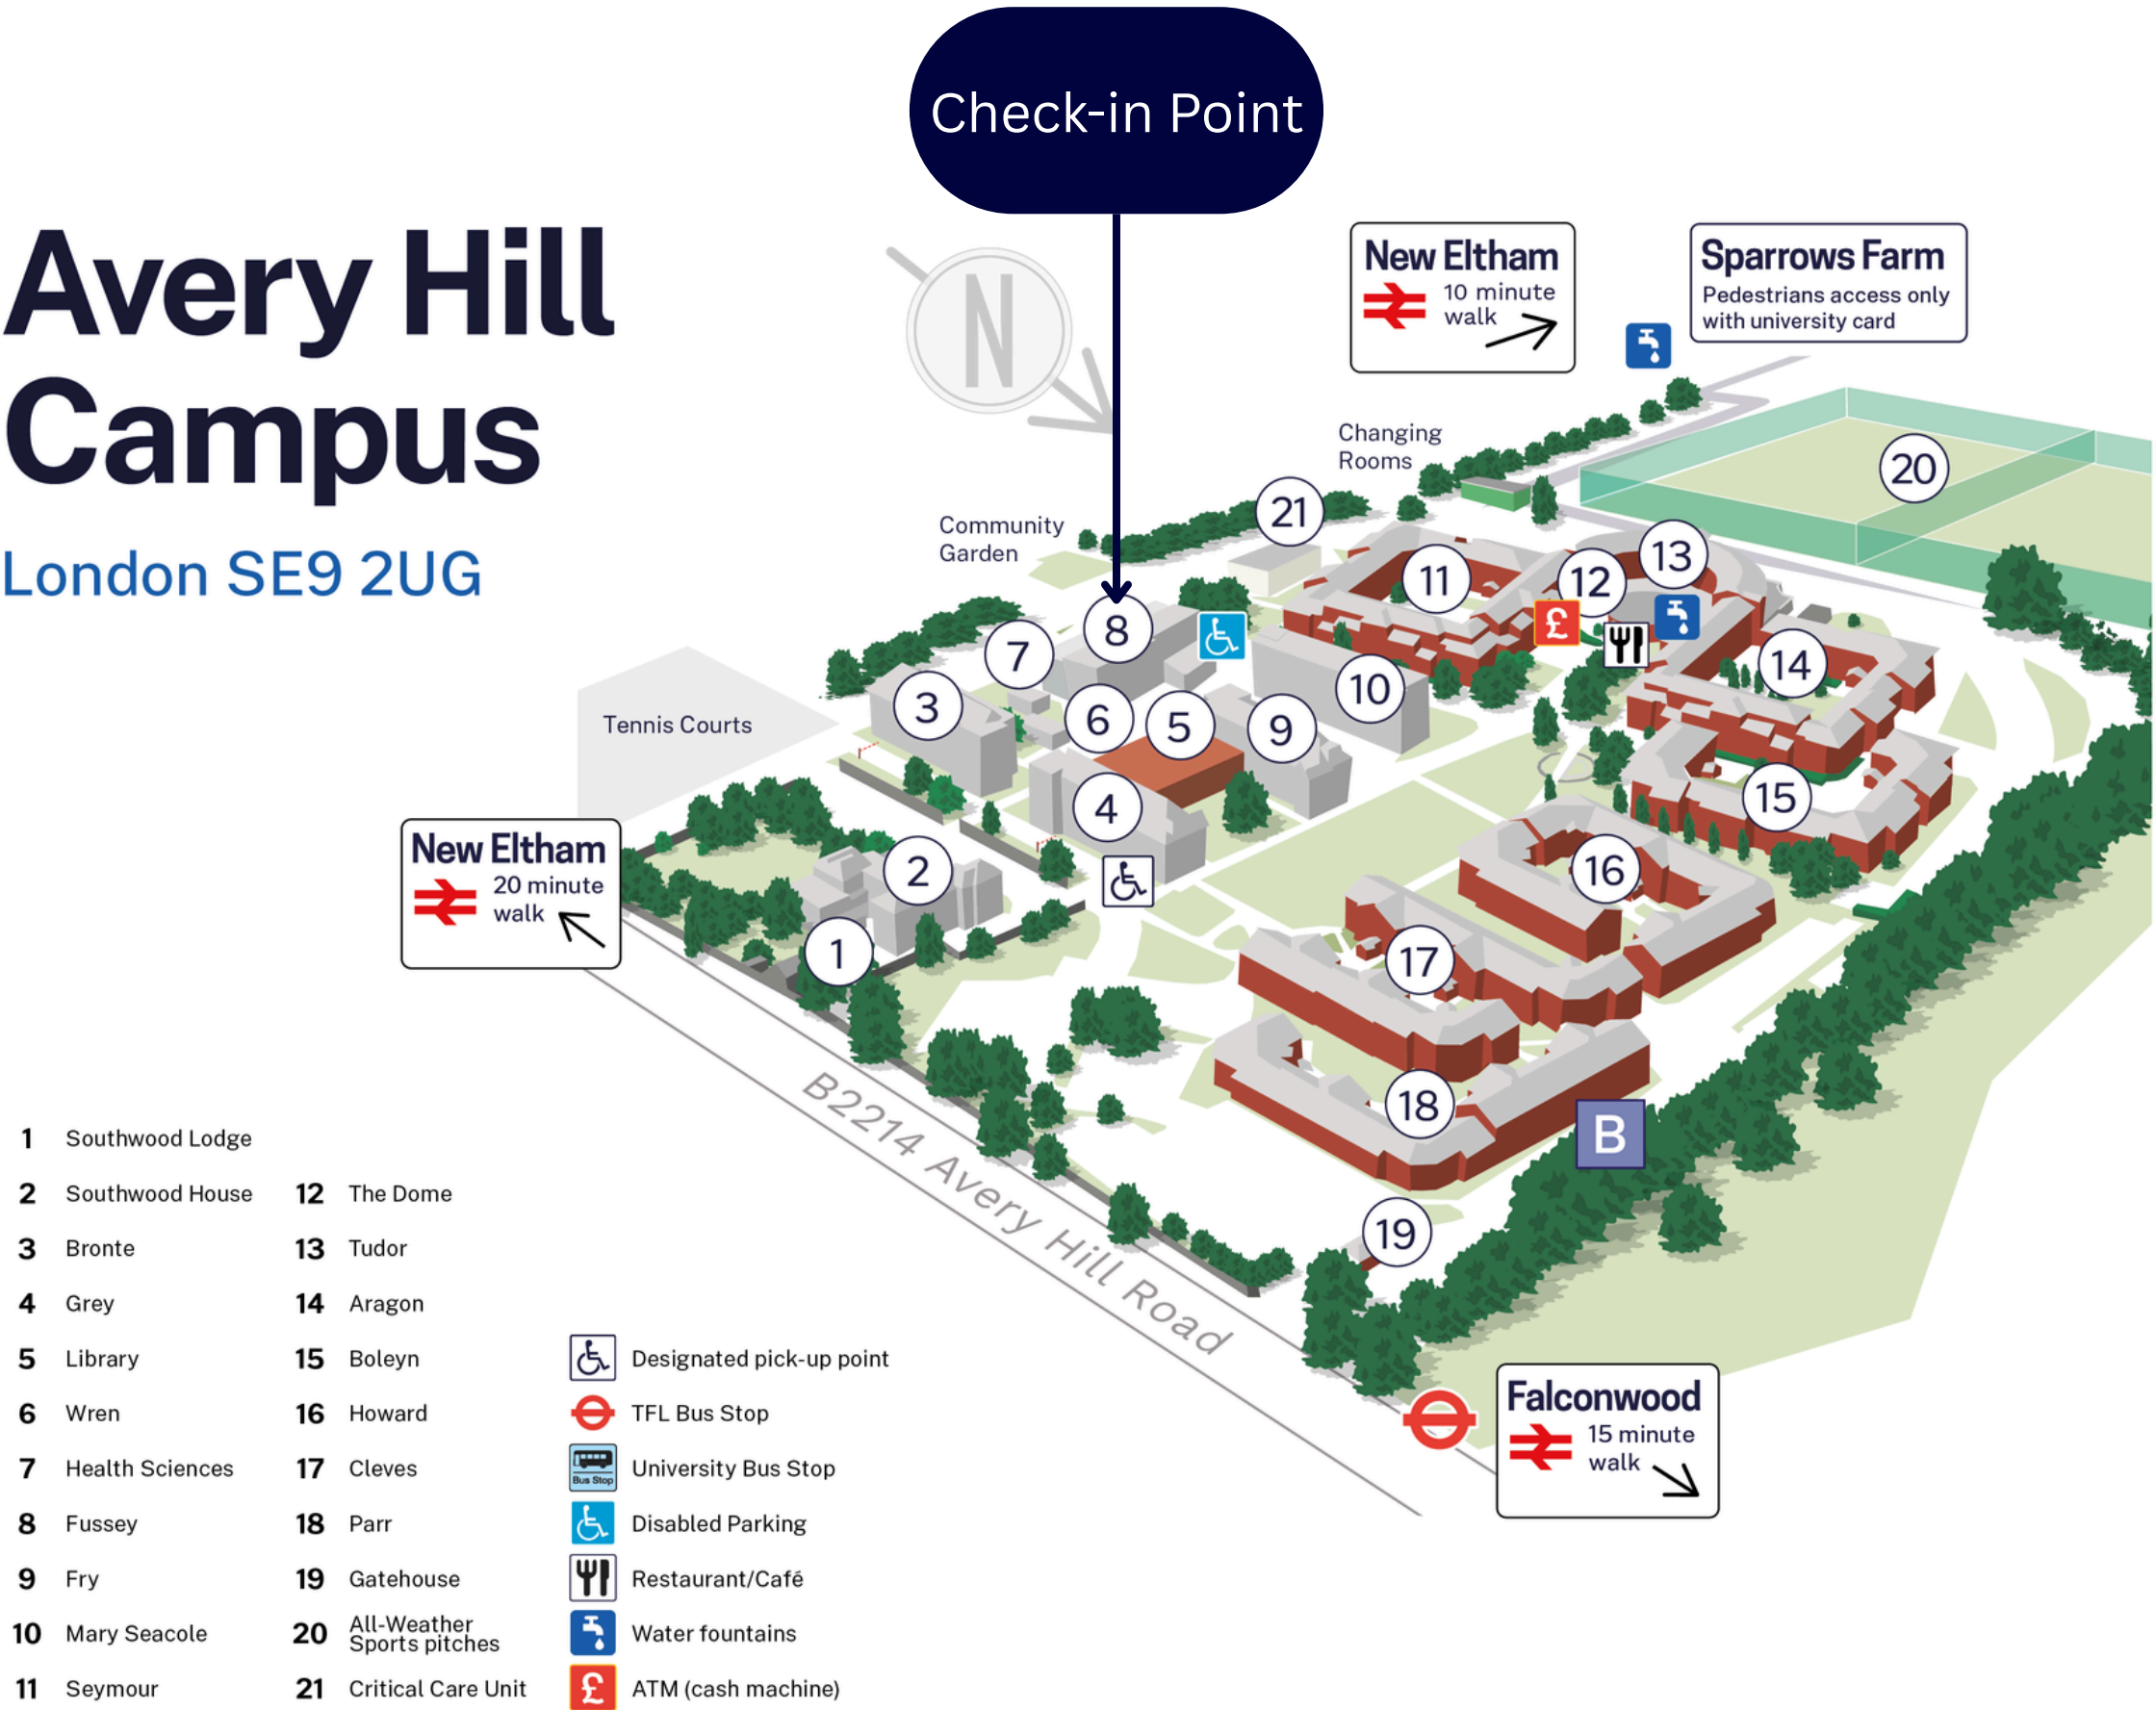 Check-in Point
Avery Hill
Campus
London SE9 2UG
N
New Eltham
10 minute
walk
Sparrows Farm
Pedestrians access only
with university card
Changing
Rooms
Community
Garden
Tennis Courts
20
21
13
12
11
8
£
7
14
10
3
6
5
9
15
4
16
2
17
1
18
B
19
New Eltham
20 minute
walk
B2214 Avery Hill Road
Falconwood
15 minute
walk
1 Southwood Lodge
2 Southwood House
3 Bronte
4 Grey
5 Library
6 Wren
7 Health Sciences
8 Fussey
9 Fry
10 Mary Seacole
11 Seymour
12 The Dome
13 Tudor
14 Aragon
15 Boleyn
16 Howard
17 Cleves
18 Parr
19 Gatehouse
20 All-Weather
Sports pitches
21 Critical Care Unit
Designated pick-up point
TFL Bus Stop
Bus Stop University Bus Stop
Disabled Parking
Restaurant/Café
Water fountains
£ ATM (cash machine)